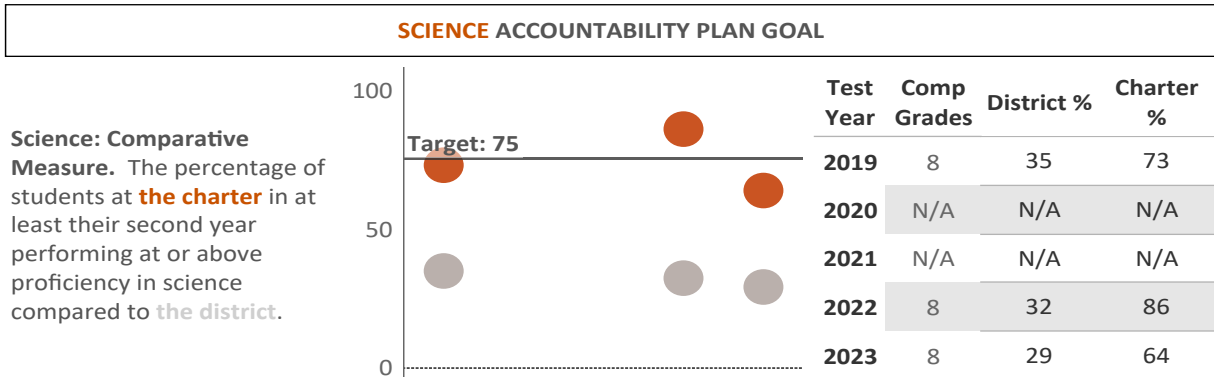 SCIENCE ACCOUNTABILITY PLAN GOAL
Science: Comparative
Measure. The percentage of
students at the charter in at
least their second year
performing at or above
proficiency in science
compared to the district.
100
Target: 75
50
0
Test Year Comp Grades District % Charter %
2019 8 35 73
2020 N/A N/A N/A
2021 N/A N/A N/A
2022 8 32 86
2023 8 29 64